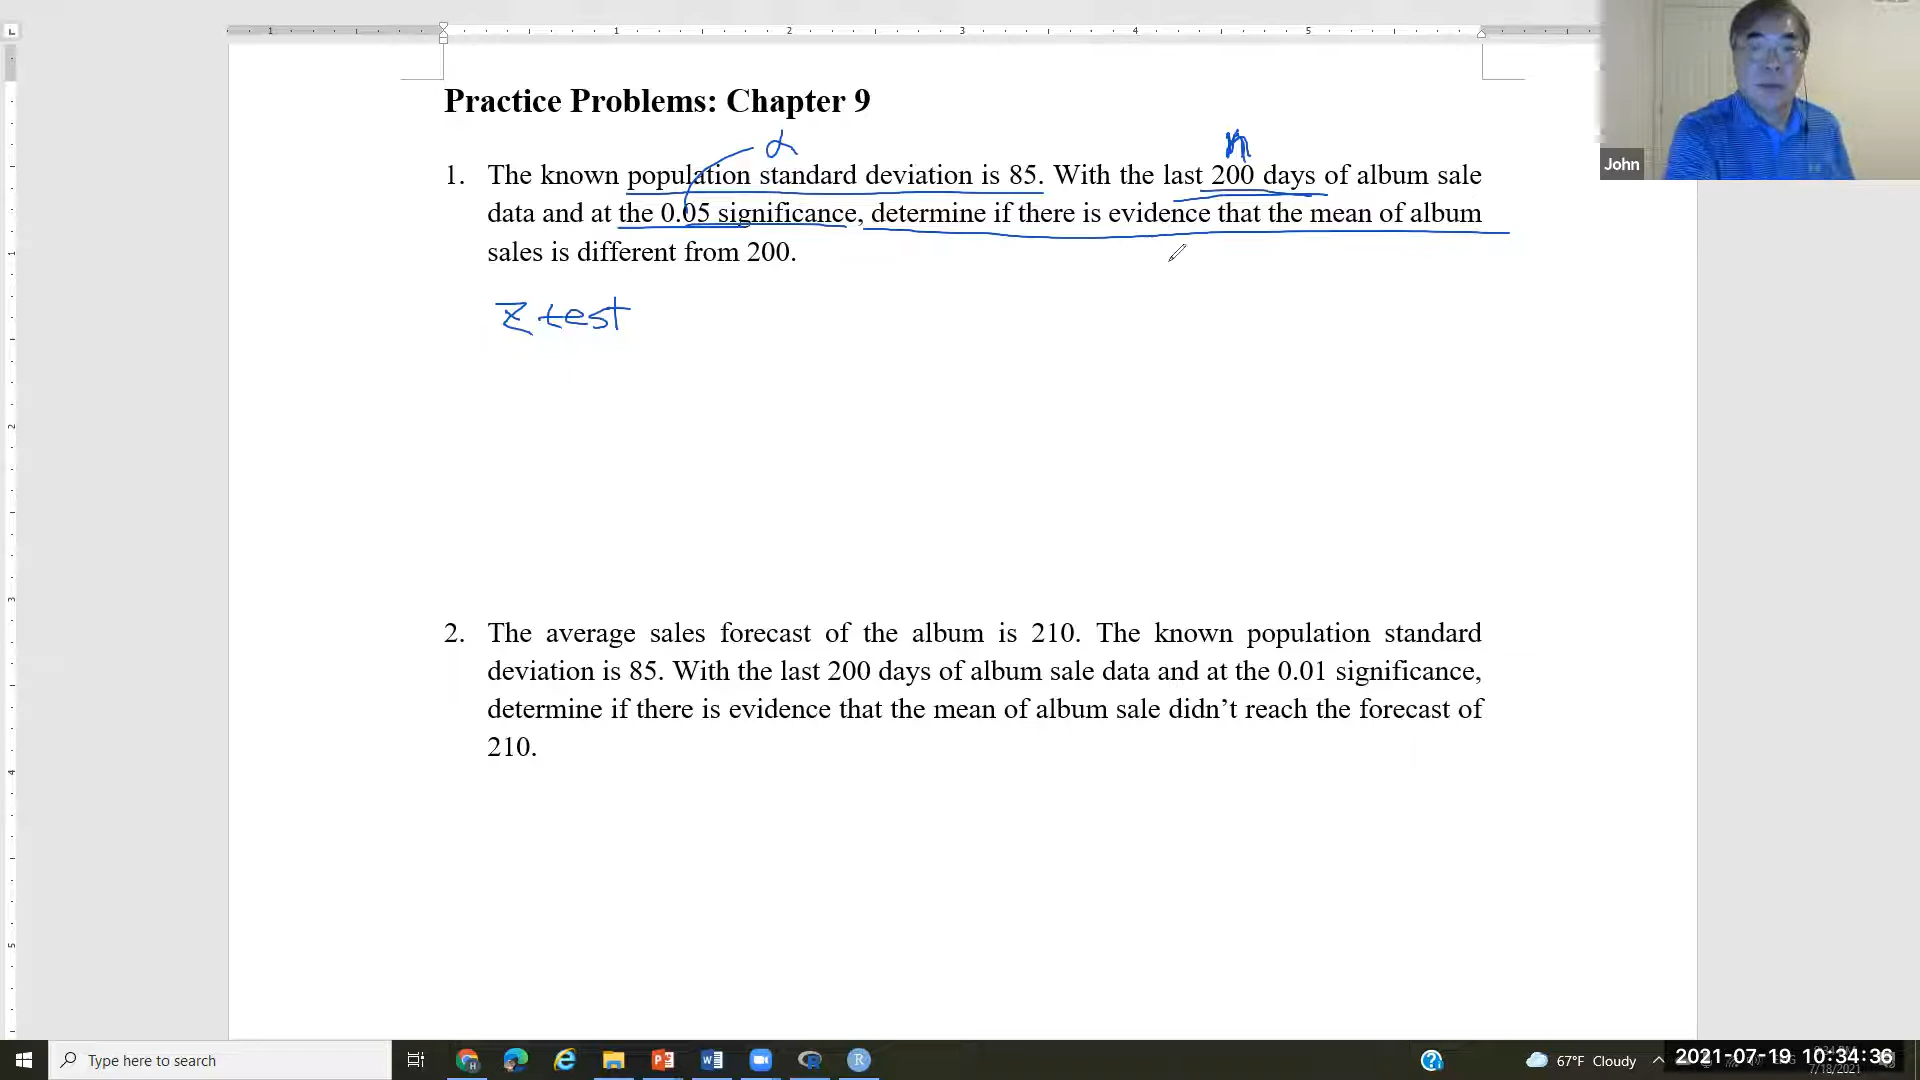 Practice Problems: Chapter 9
α
n
1. The known population standard deviation is 85. With the last 200 days of album sale
data and at the 0.05 significance, determine if there is evidence that the mean of album
sales is different from 200.
z test
2. The average sales forecast of the album is 210. The known population standard
deviation is 85. With the last 200 days of album sale data and at the 0.01 significance,
determine if there is evidence that the mean of album sale didn’t reach the forecast of
210.
John
Type here to search
67°F Cloudy
2021-07-19 10:34:36
7/18/2021